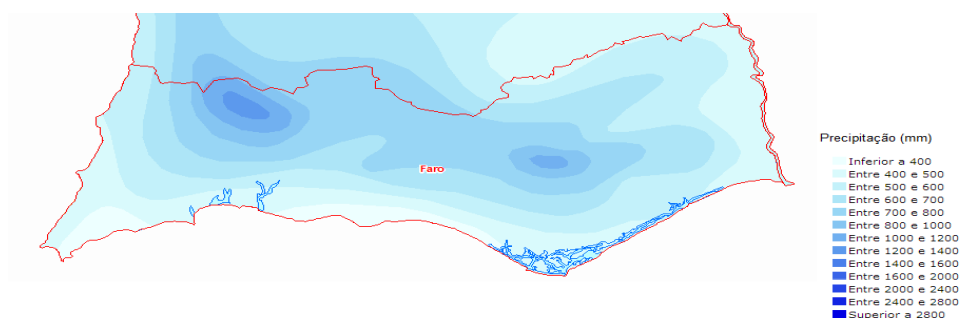 Faro
Precipitação (mm)
Inferior a 400
Entre 400 e 500
Entre 500 e 600
Entre 600 e 700
Entre 700 e 800
Entre 800 e 1000
Entre 1000 e 1200
Entre 1200 e 1400
Entre 1400 e 1600
Entre 1600 e 2000
Entre 2000 e 2400
Entre 2400 e 2800
Superior a 2800